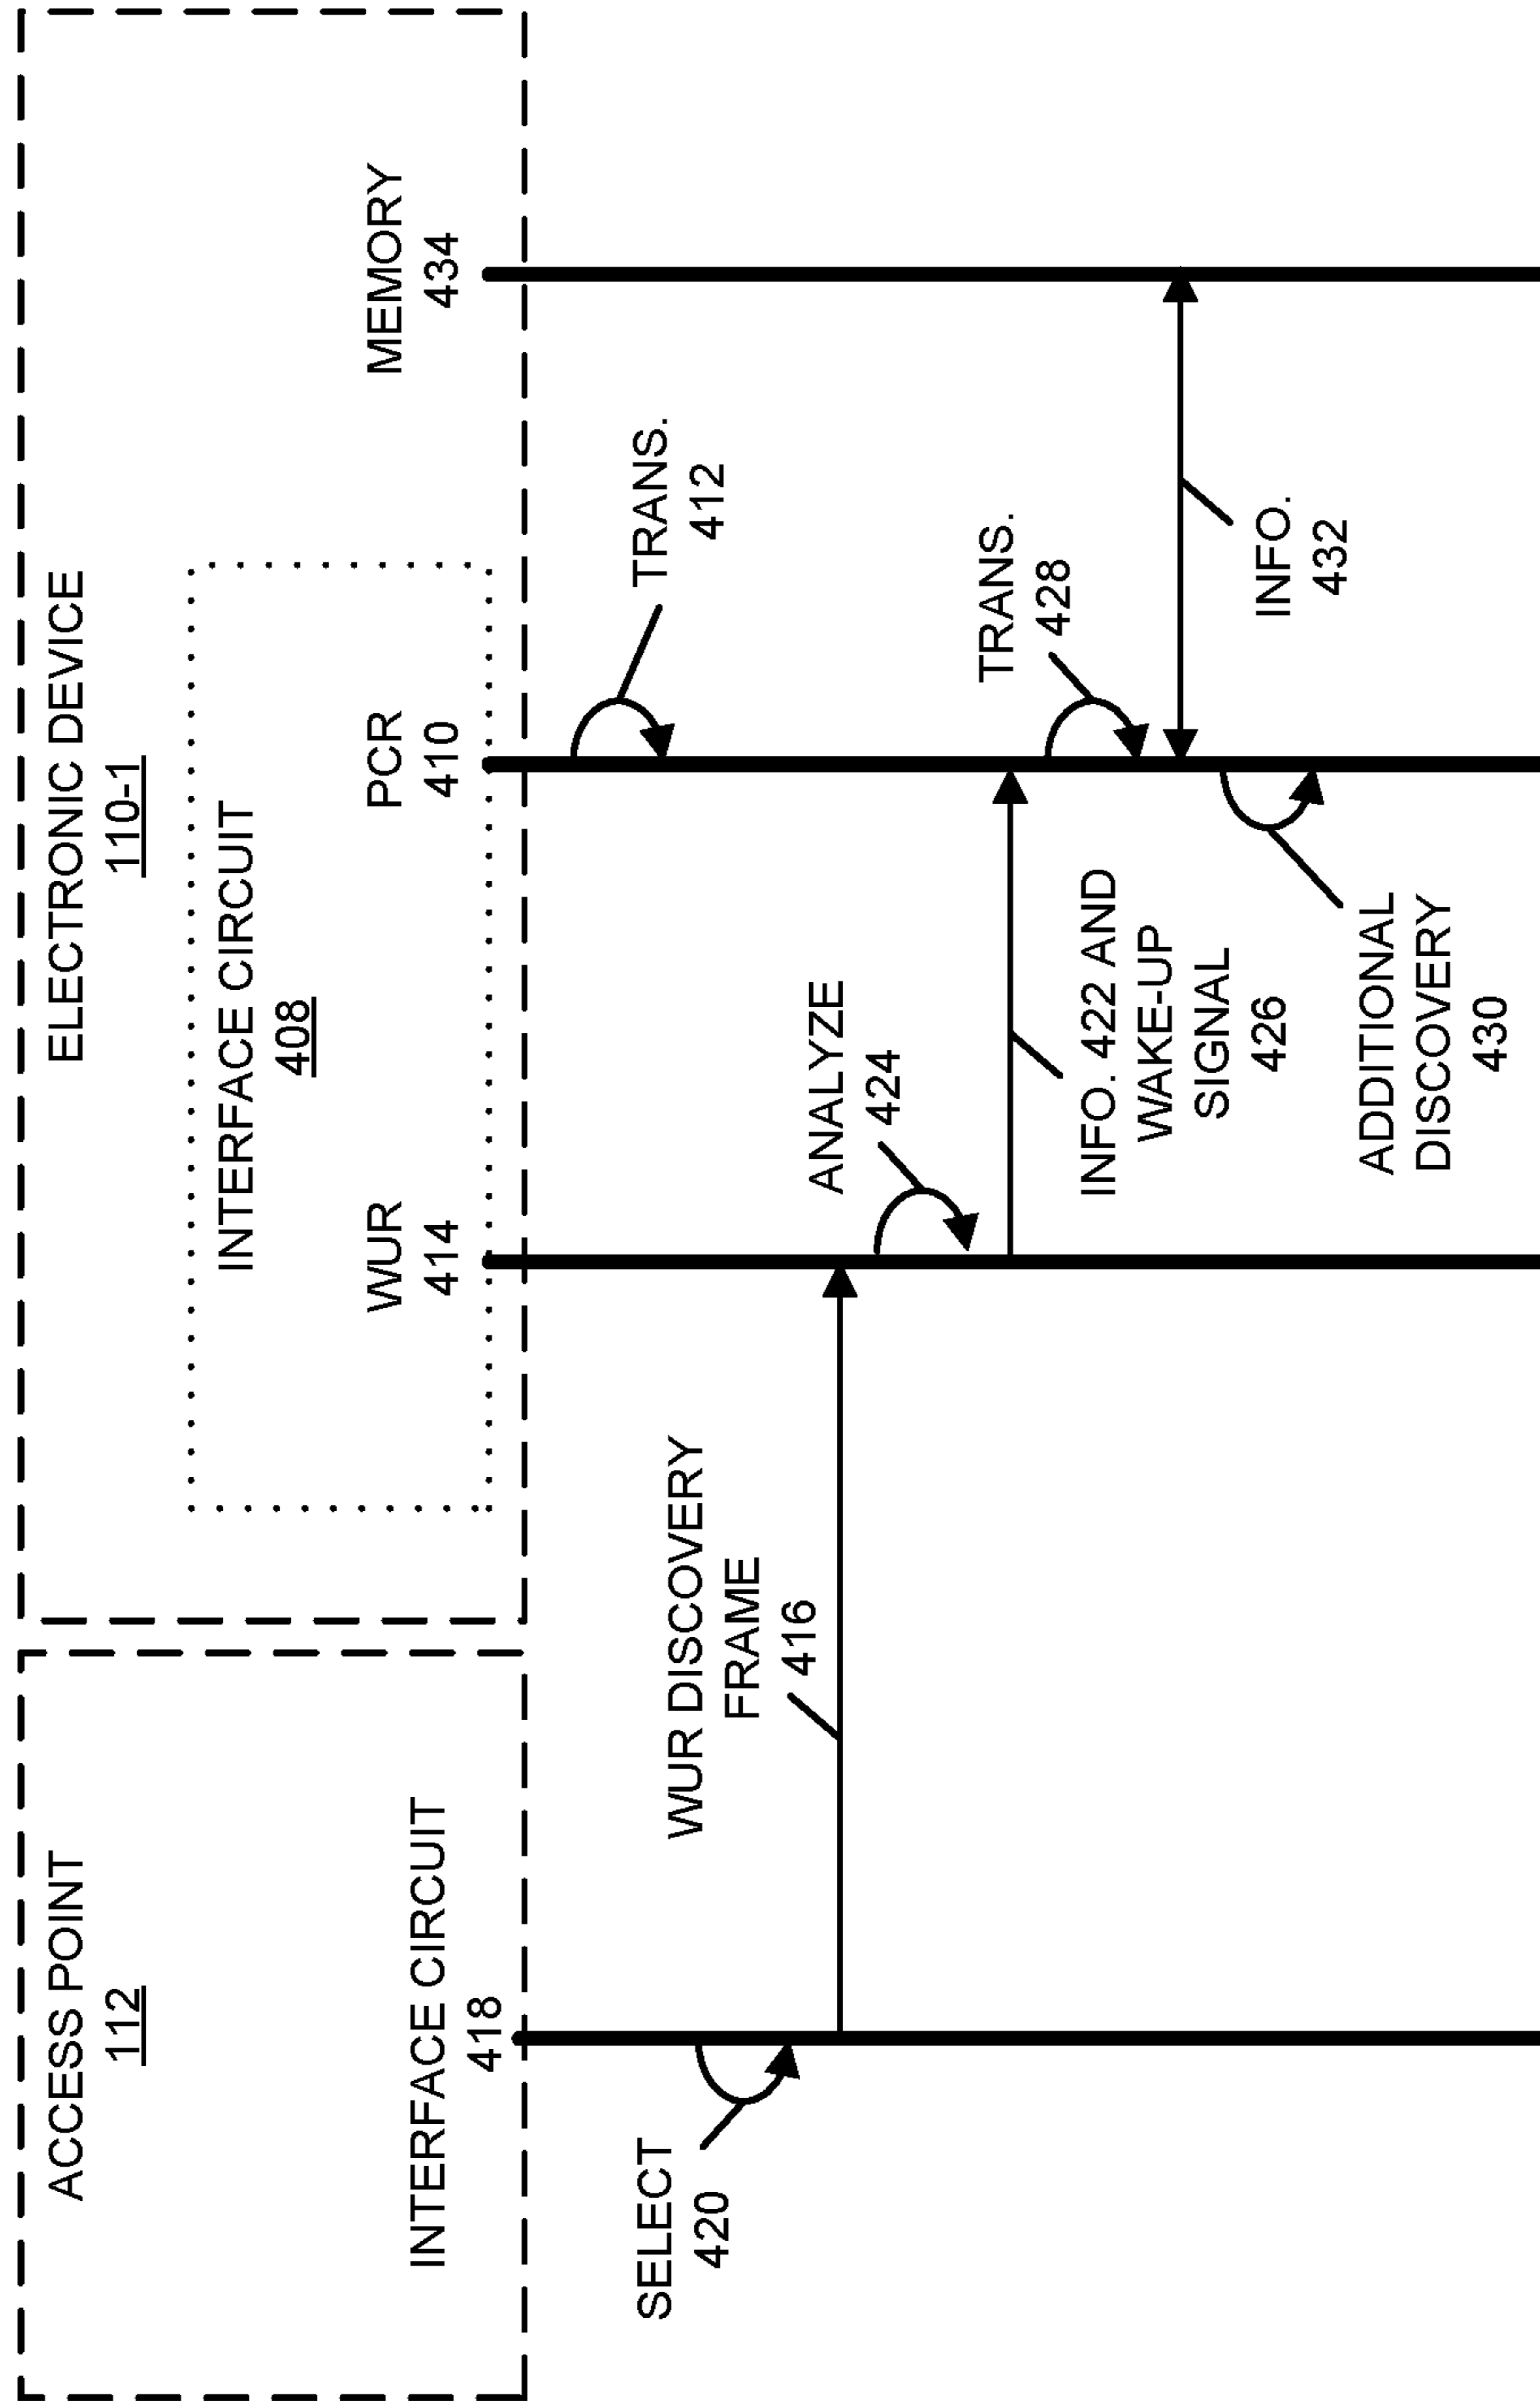 ACCESS POINT
112
INTERFACE CIRCUIT
418
ELECTRONIC DEVICE
110-1
INTERFACE CIRCUIT
408
WUR
414
PCR
410
MEMORY
434
TRANS.
412
SELECT
420
WUR DISCOVERY
FRAME
416
ANALYZE
424
TRANS.
428
INFO. 422 AND
WAKE-UP
SIGNAL
426
INFO.
432
ADDITIONAL
DISCOVERY
430